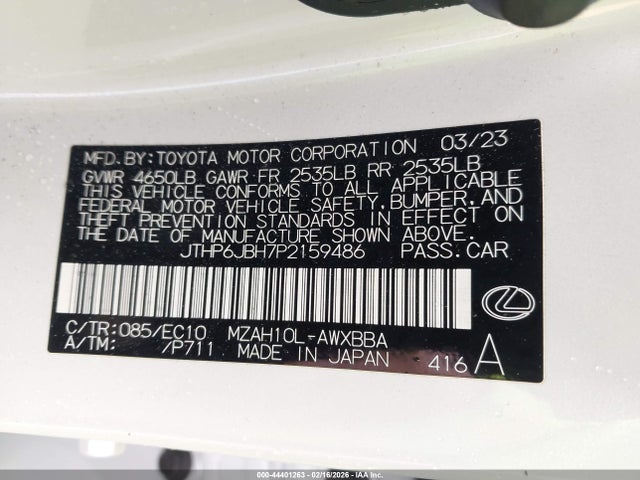 MFD. BY: TOYOTA MOTOR CORPORATION 03/23
GVWR 4650LB GAWR FR 2535LB RR 2535LB
THIS VEHICLE CONFORMS TO ALL APPLICABLE
FEDERAL MOTOR VEHICLE SAFETY, BUMPER, AND
THEFT PREVENTION STANDARDS IN EFFECT ON
THE DATE OF MANUFACTURE SHOWN ABOVE.
JTHP6JBH7P2159486 PASS.CAR
C/TR: 085/EC10 MZAH10L-AWXBBA
A/TM: /P711 MADE IN JAPAN 416 A
000-44401263 - 02/16/2026 - IAA Inc.